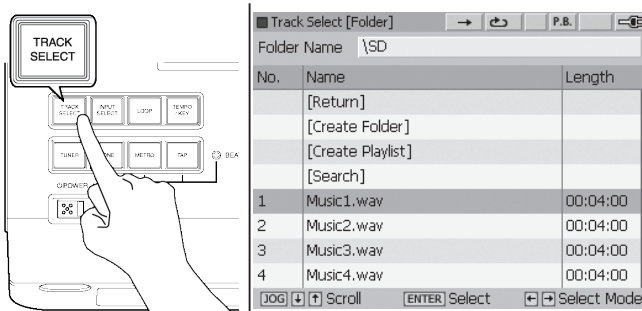 TRACK
SELECT
TRACK
SELECT
INPUT
SELECT
LOOP
TEMPO
/KEY
TUNER
METRO
TAP
BEA
POWER
Track Select [Folder]
P.B.
Folder Name \SD
No. Name Length
[Return]
[Create Folder]
[Create Playlist]
[Search]
1 Music1.wav 00:04:00
2 Music2.wav 00:04:00
3 Music3.wav 00:04:00
4 Music4.wav 00:04:00
JOG ↓ ↑ Scroll ENTER Select ← → Select Mode